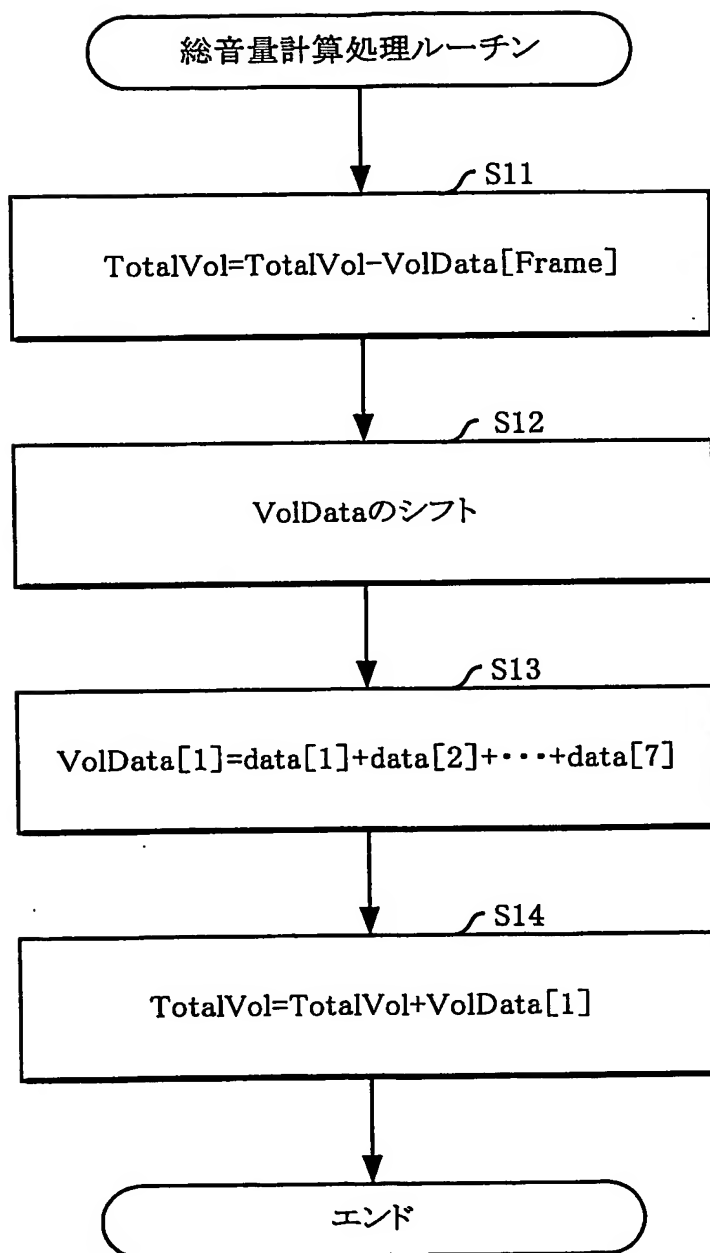 総音量計算処理ルーチン
S11
TotalVol=TotalVol-VolData[Frame]
S12
VolDataのシフト
S13
VolData[1]=data[1]+data[2]+・・・+data[7]
S14
TotalVol=TotalVol+VolData[1]
エンド